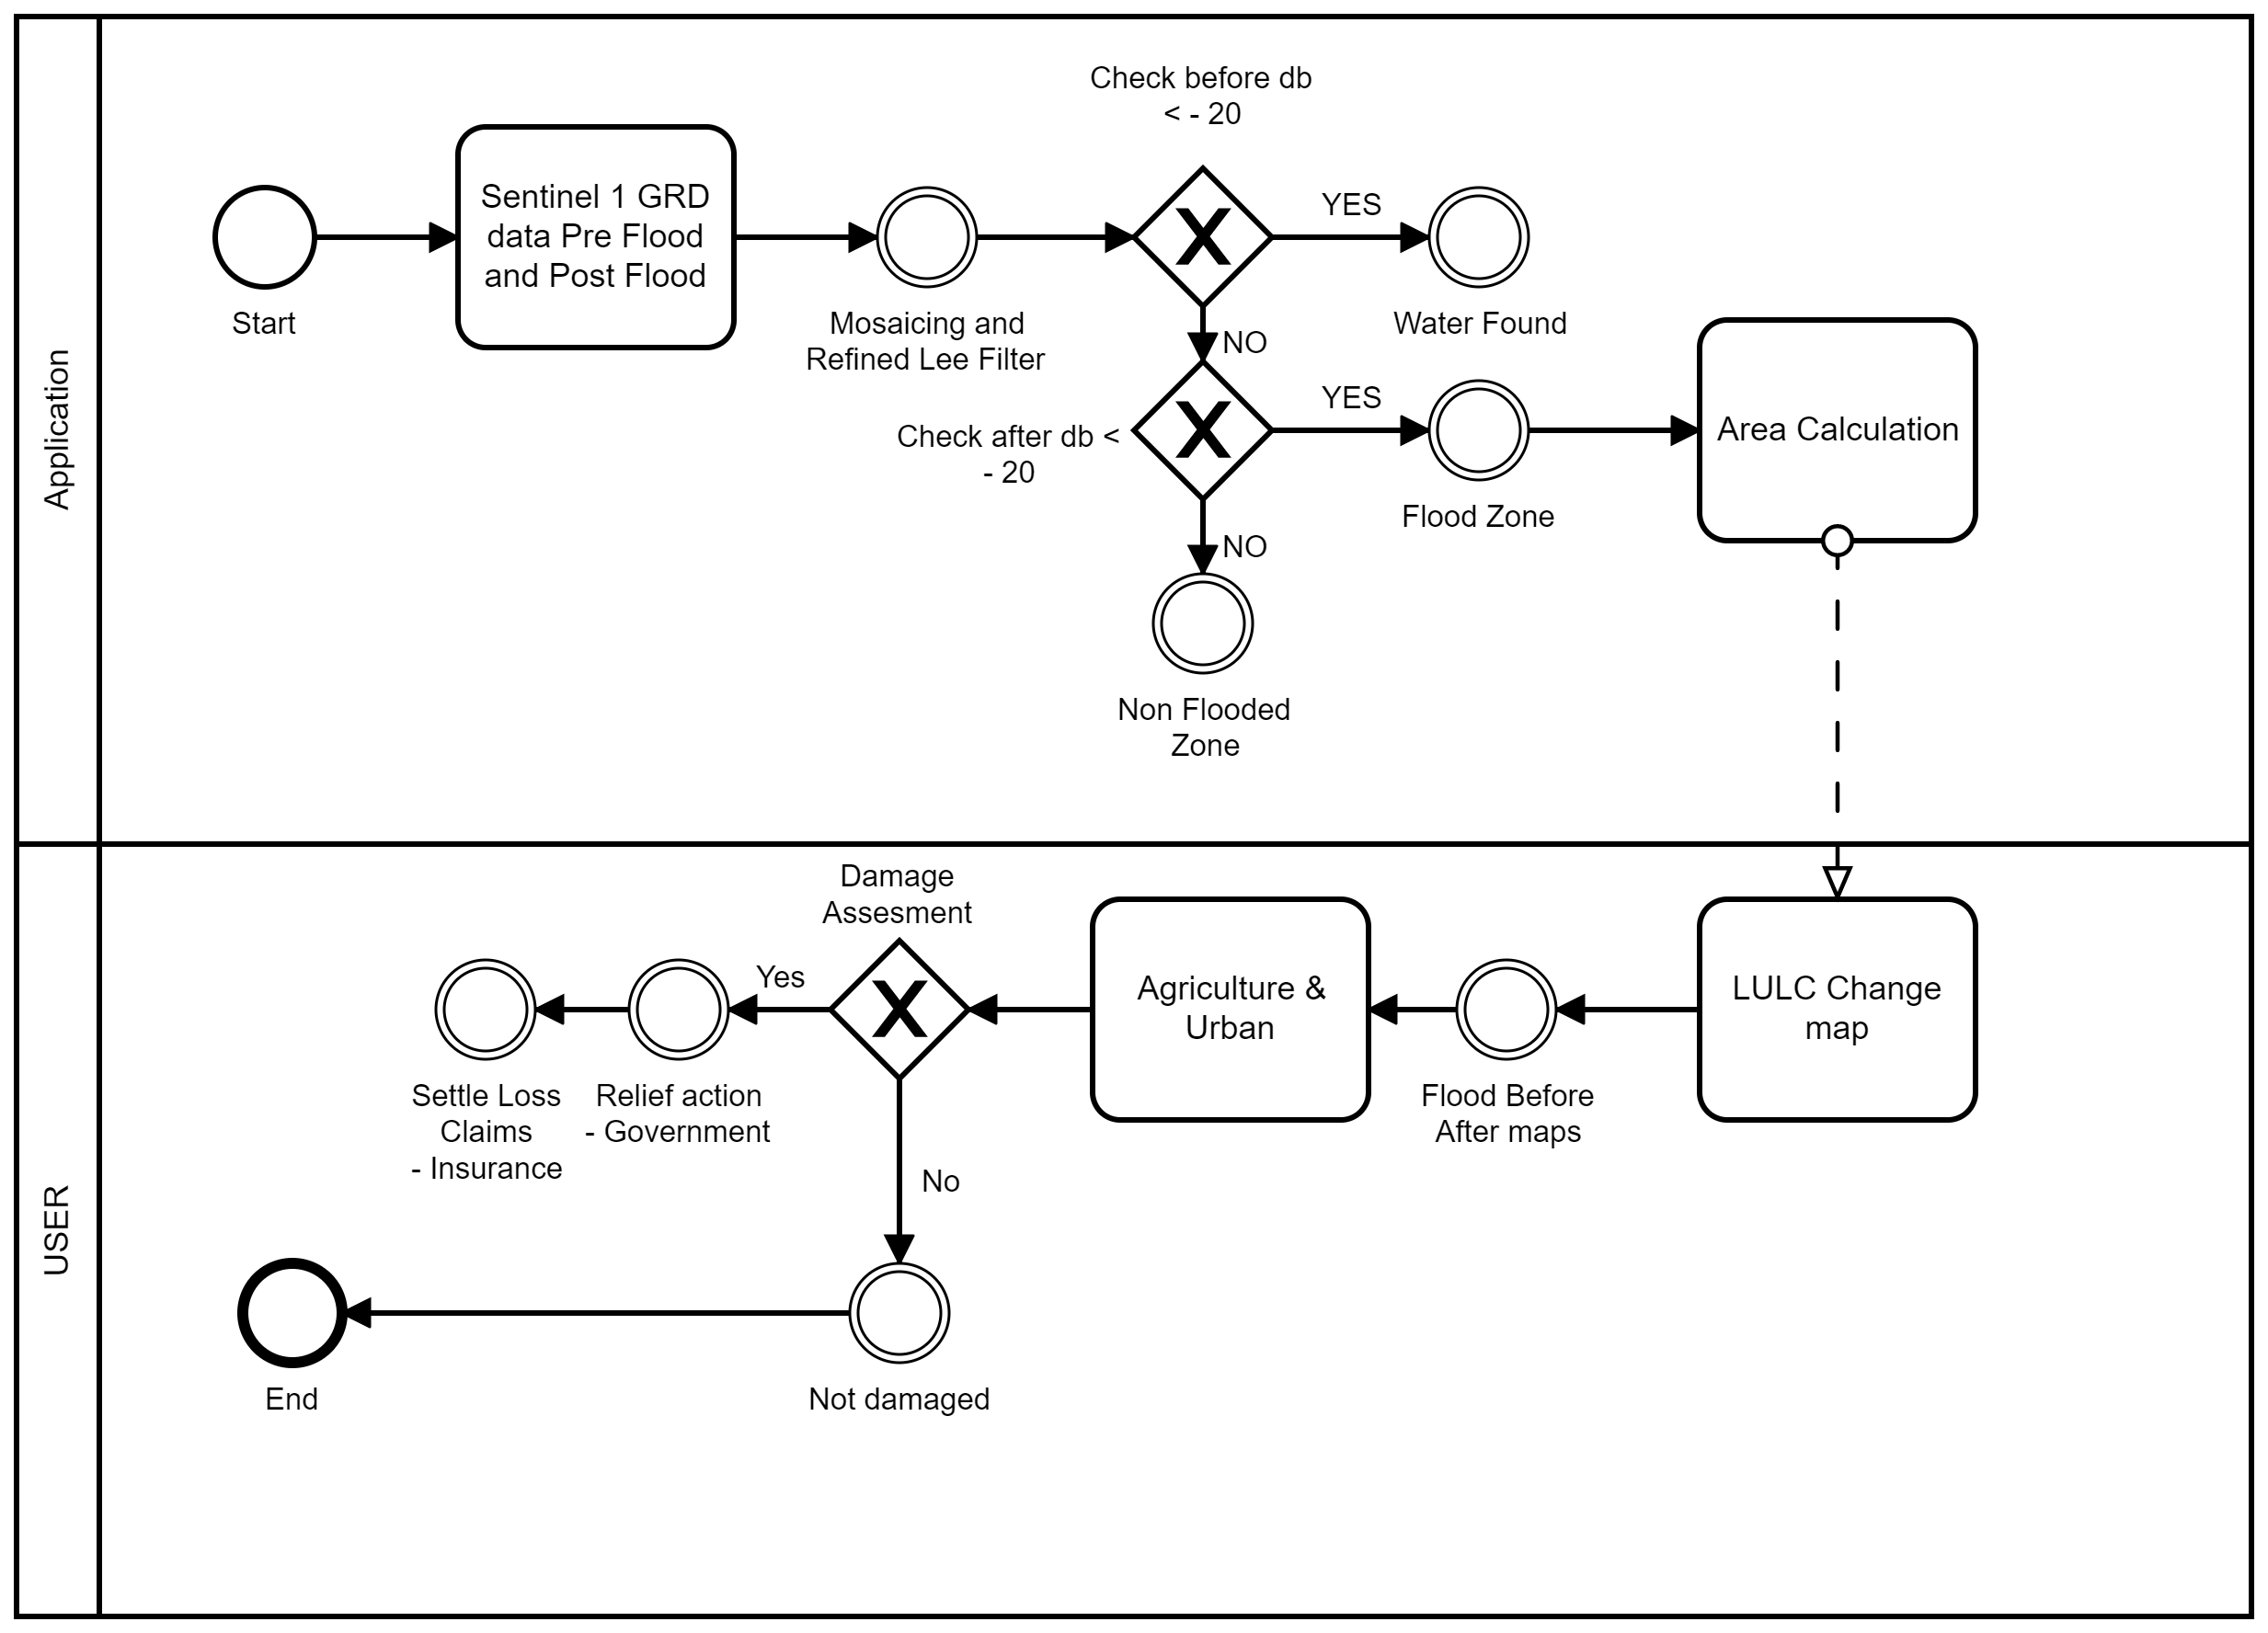 Application
Check before db
< - 20
Sentinel 1 GRD
data Pre Flood
and Post Flood
YES
Start
Mosaicing and
Refined Lee Filter
Water Found
NO
YES
Check after db <
- 20
Area Calculation
Flood Zone
NO
Non Flooded
Zone
USER
Damage
Assesment
Yes
Agriculture &
Urban
LULC Change
map
Settle Loss
Claims
- Insurance
Relief action
- Government
Flood Before
After maps
No
End
Not damaged